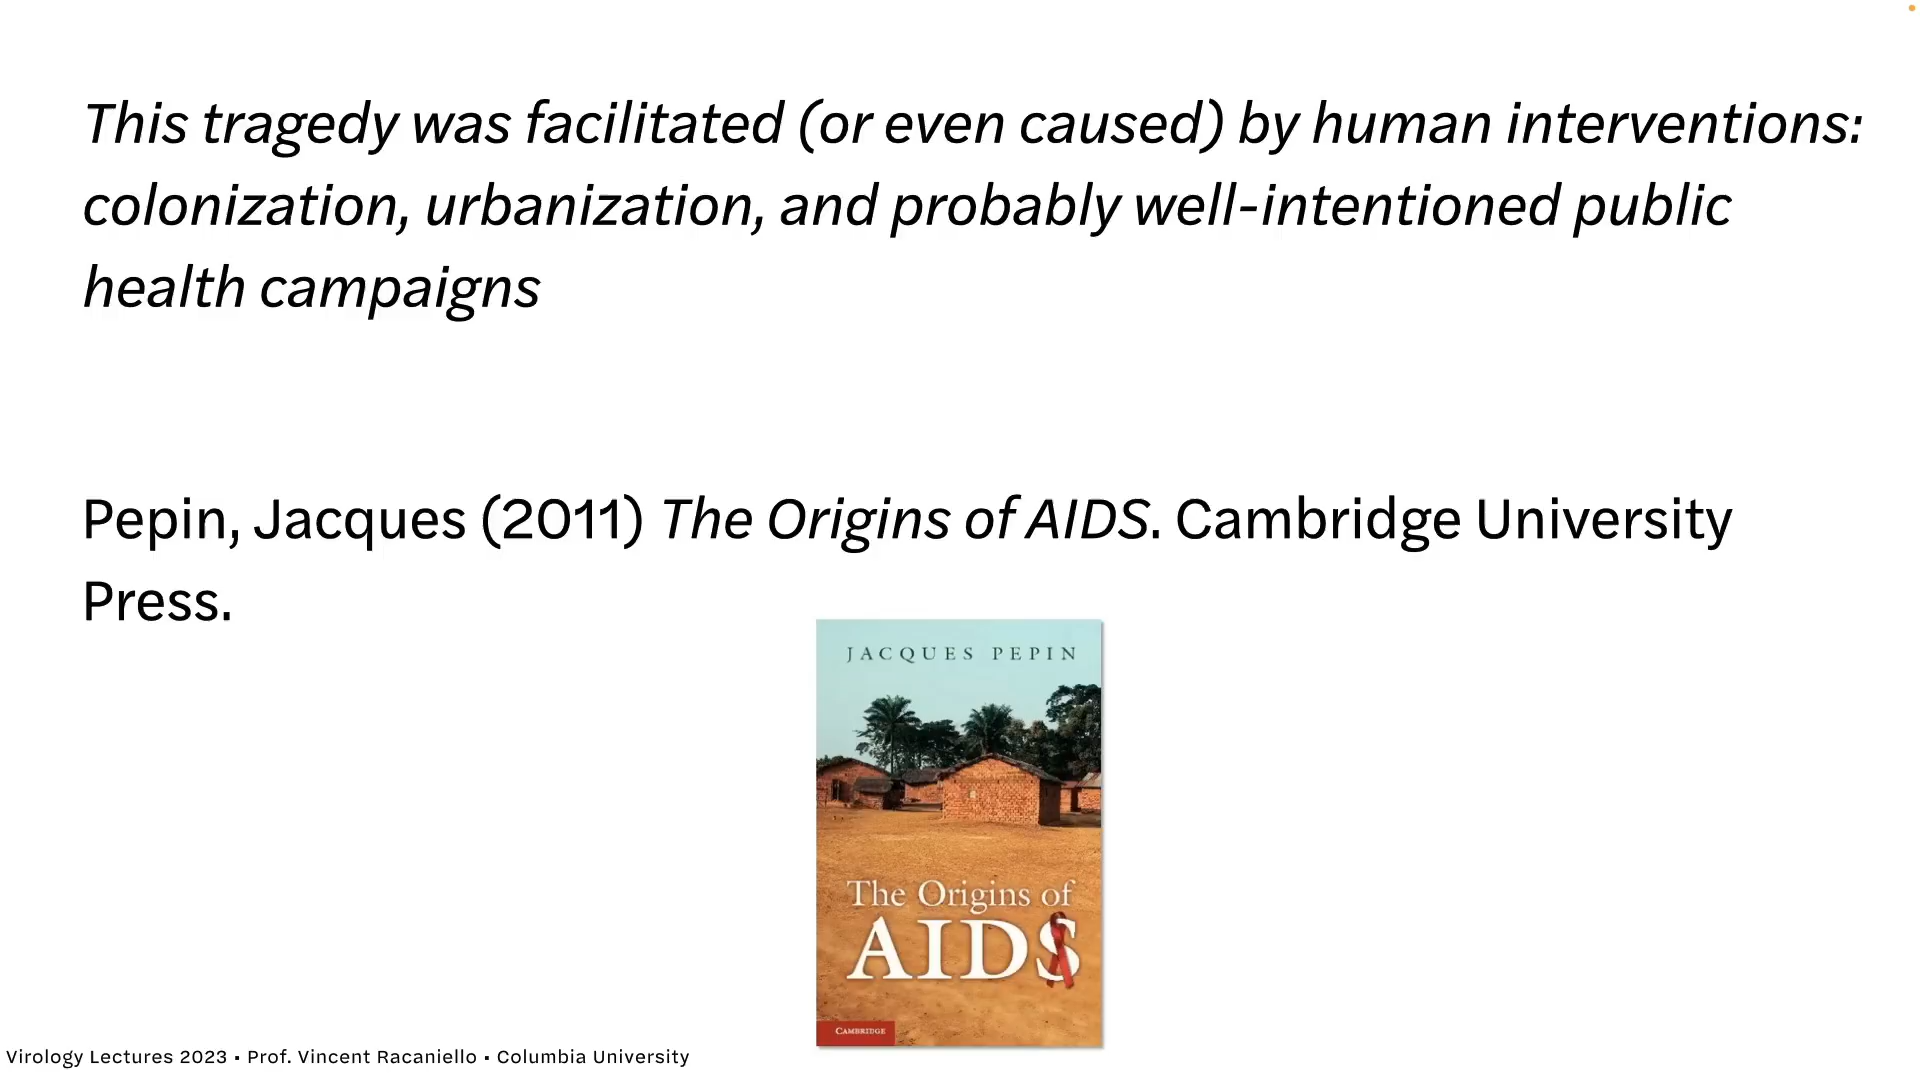 This tragedy was facilitated (or even caused) by human interventions:
colonization, urbanization, and probably well-intentioned public
health campaigns
Pepin, Jacques (2011) The Origins of AIDS. Cambridge University
Press.
JACQUES PEPIN
The Origins of
AIDS
CAMBRIDGE
Virology Lectures 2023 • Prof. Vincent Racaniello • Columbia University